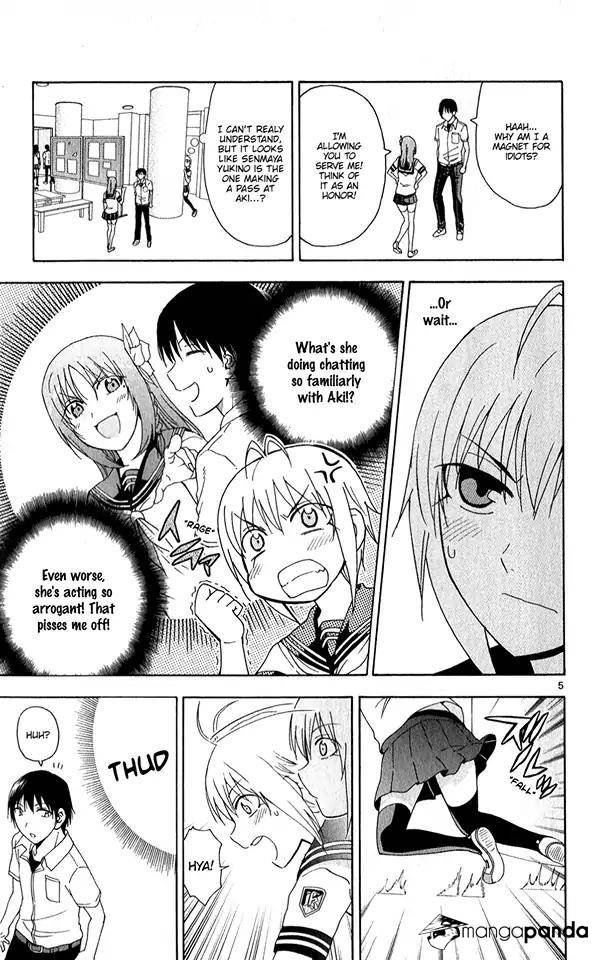 HAAH...
WHY AM I A
MAGNET FOR
IDIOTS?
I'M
ALLOWING
YOU TO
SERVE ME!
THINK OF
IT AS AN
HONOR!
I CAN'T REALY
UNDERSTAND,
BUT IT LOOKS
LIKE SENMAYA
YUKINO IS THE
ONE MAKING
A PASS AT
AKI...?
...Or
wait...
What's she
doing chatting
so familiarly
with Aki!?
"RAGE"
Even worse,
she's acting so
arrogant! That
pisses me off!
5
"FALL"
HYA!
THUD
HUH?
mangapanda